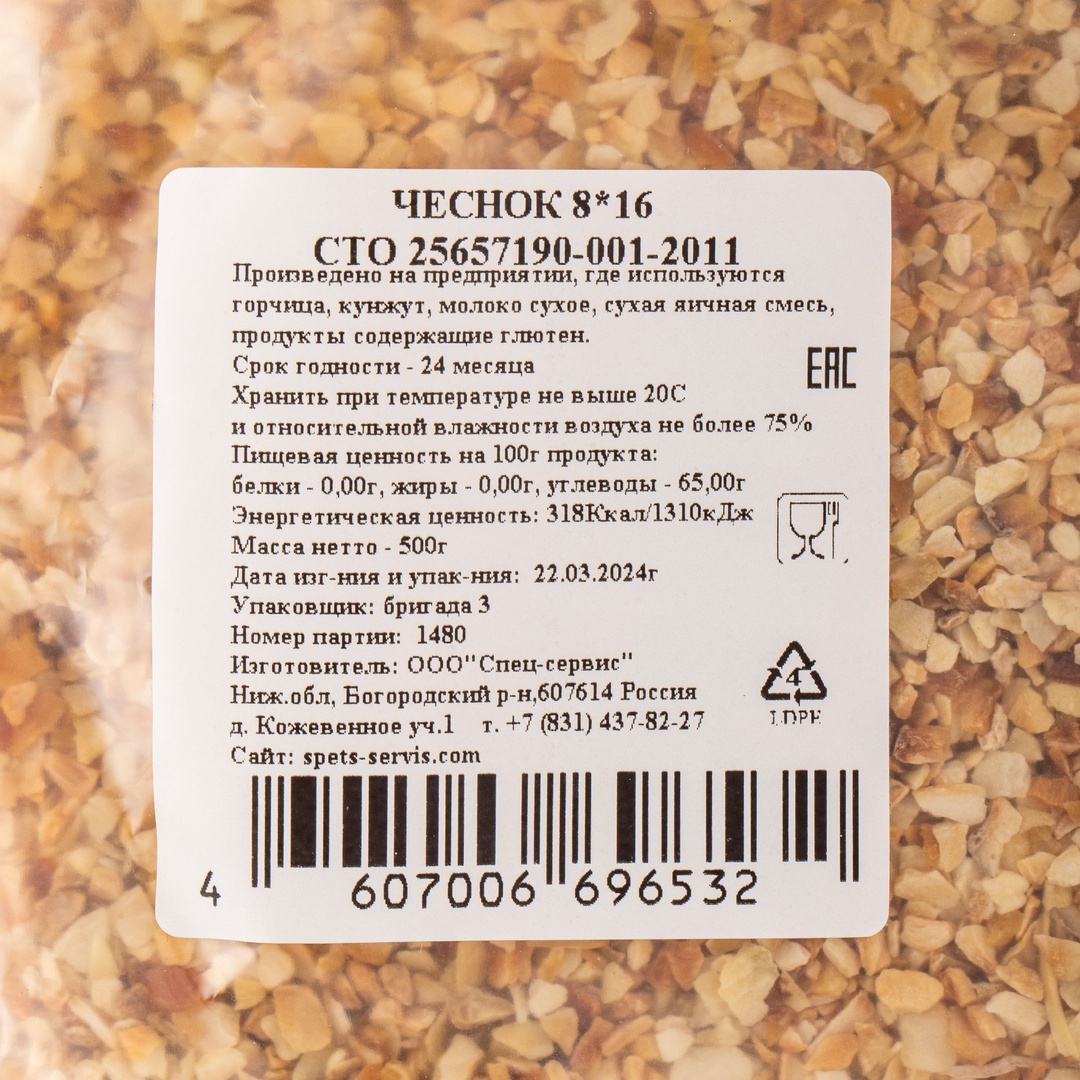 ЧЕСНОК 8*16
СТО 25657190-001-2011
Произведено на предприятии, где используются
горчица, кунжут, молоко сухое, сухая яичная смесь,
продукты содержащие глютен.
Срок годности - 24 месяца
EAC
Хранить при температуре не выше 20С
и относительной влажности воздуха не более 75%
Пищевая ценность на 100г продукта:
белки - 0,00г, жиры - 0,00г, углеводы - 65,00г
Энергетическая ценность: 318Ккал/1310кДж
Масса нетто - 500г
Дата изг-ния и упак-ния: 22.03.2024г
Упаковщик: бригада 3
Номер партии: 1480
Изготовитель: ООО"Спец-сервис"
Ниж.обл, Богородский р-н,607614 Россия
4
LDPE
д. Кожевенное уч.1 т. +7 (831) 437-82-27
Сайт: spets-servis.com
4 607006 696532